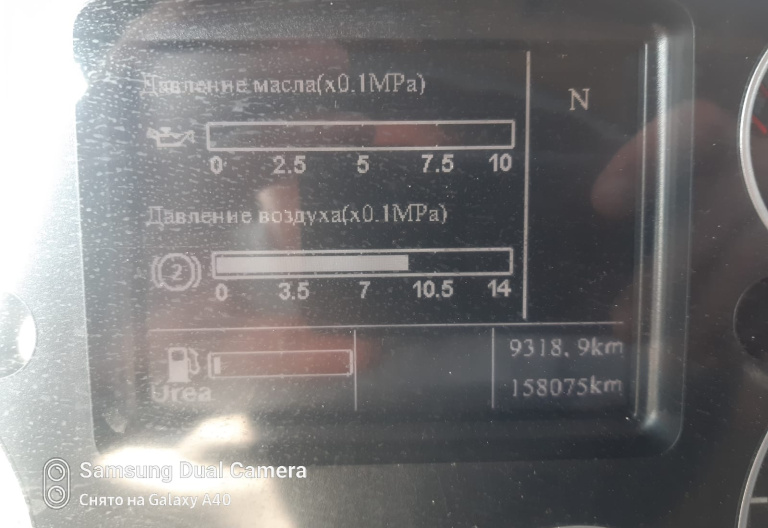 Давление масла(x0.1MPa)
N
0 2.5 5 7.5 10
Давление воздуха(x0.1MPa)
2
0 3.5 7 10.5 14
9318.9km
Urea
158075km
Samsung Dual Camera
Снято на Galaxy A40